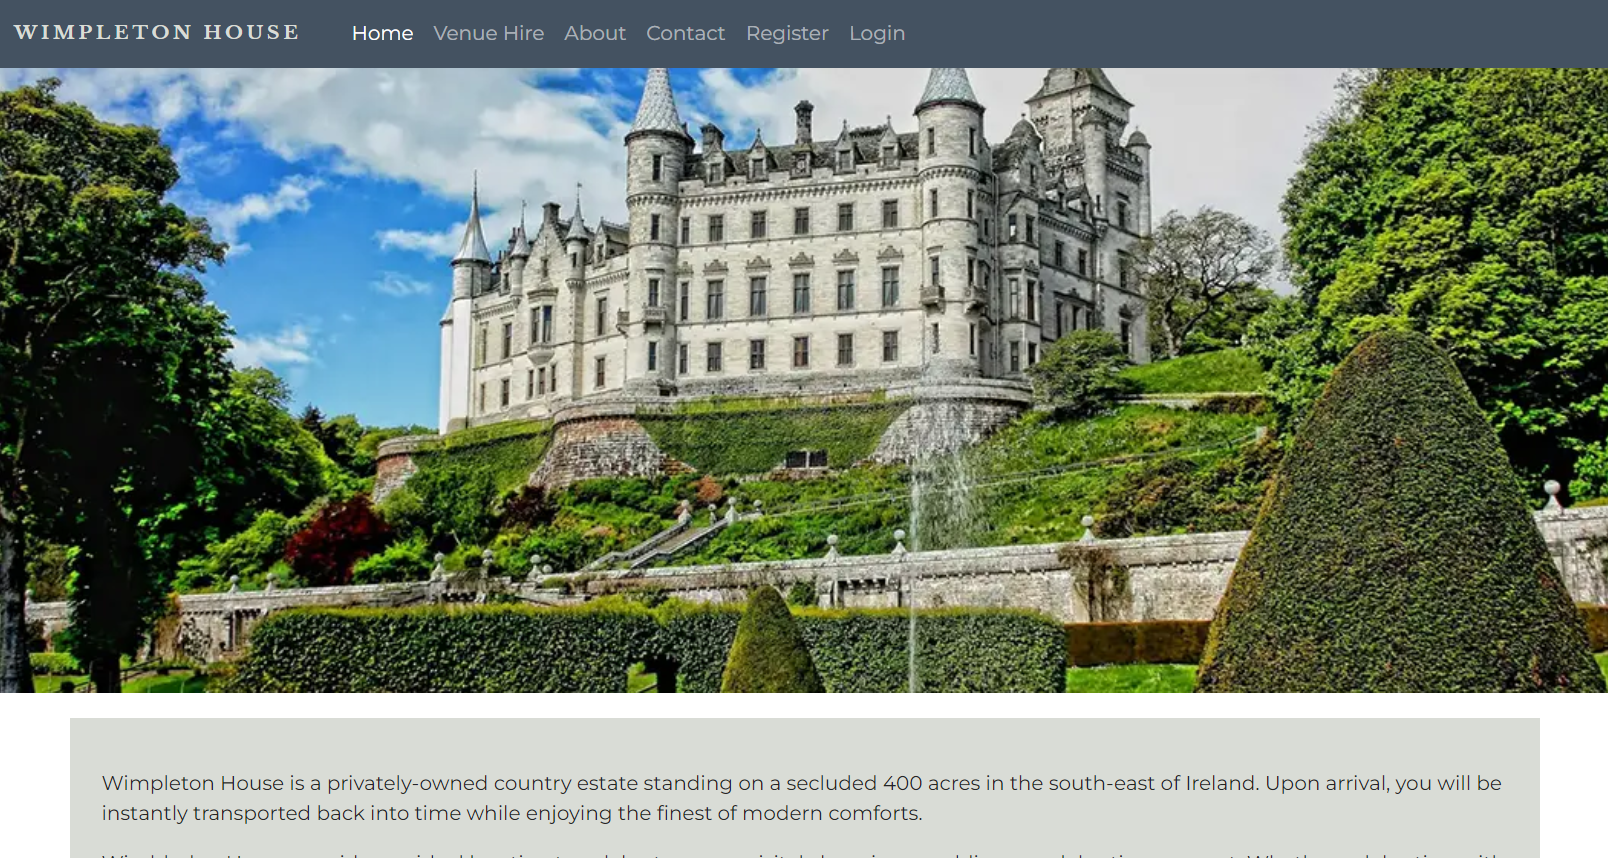 WIMPLETON HOUSE
Home Venue Hire About Contact Register Login
Wimpleton House is a privately-owned country estate standing on a secluded 400 acres in the south-east of Ireland. Upon arrival, you will be
instantly transported back into time while enjoying the finest of modern comforts.